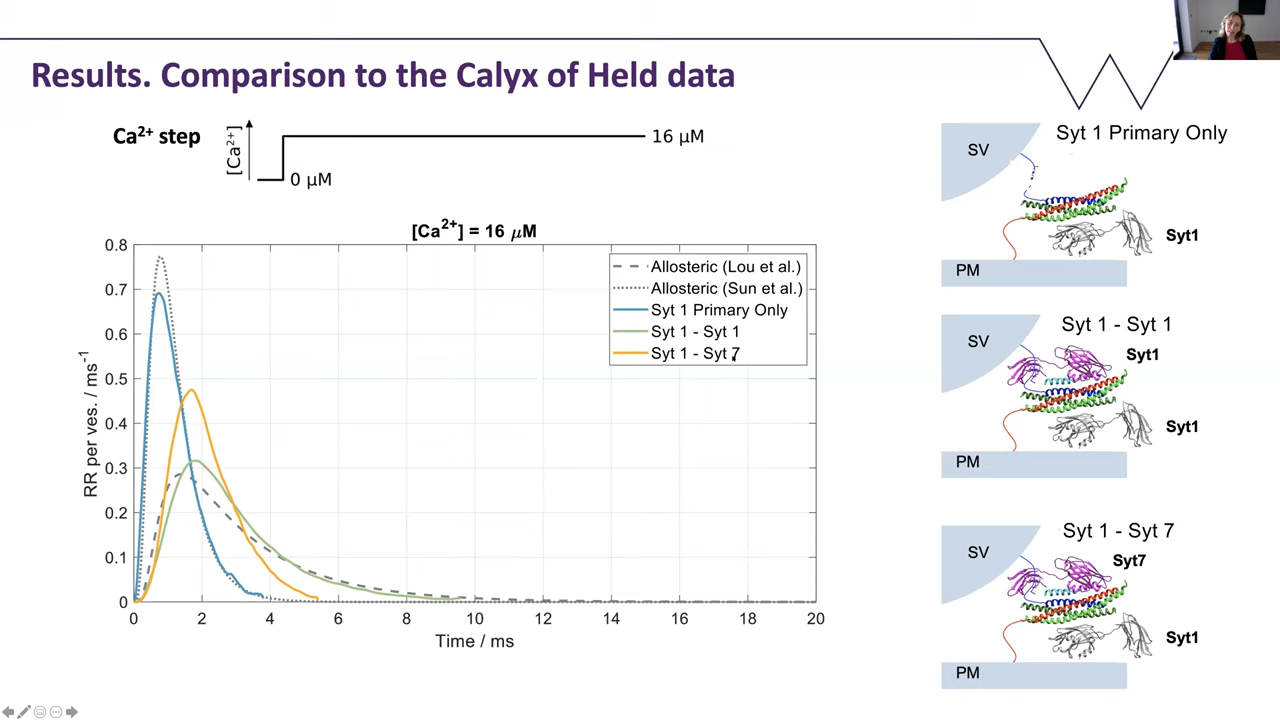 Results. Comparison to the Calyx of Held data
Ca²⁺ step
[Ca²⁺]
16 μM
0 μM
[Ca²⁺] = 16 μM
RR per ves. / ms⁻¹
0.8
0.7
0.6
0.5
0.4
0.3
0.2
0.1
0
Allosteric (Lou et al.)
Allosteric (Sun et al.)
Syt 1 Primary Only
Syt 1 - Syt 1
Syt 1 - Syt 7
0 2 4 6 8 10 12 14 16 18 20
Time / ms
Syt 1 Primary Only
SV
Syt1
PM
Syt 1 - Syt 1
SV
Syt1
Syt1
PM
Syt 1 - Syt 7
SV
Syt7
Syt1
PM